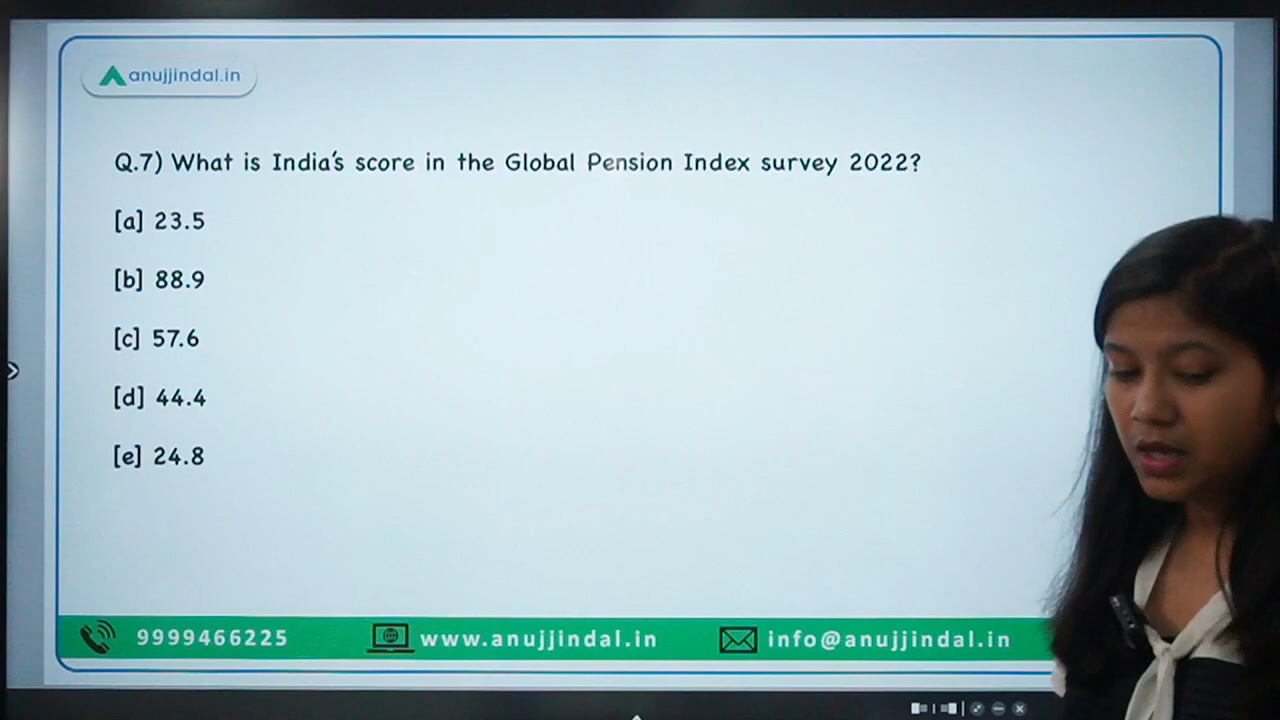 anujjindal.in
Q.7) What is India's score in the Global Pension Index survey 2022?
[a] 23.5
[b] 88.9
[c] 57.6
[d] 44.4
[e] 24.8
9999466225 www.anujjindal.in info@anujjindal.in